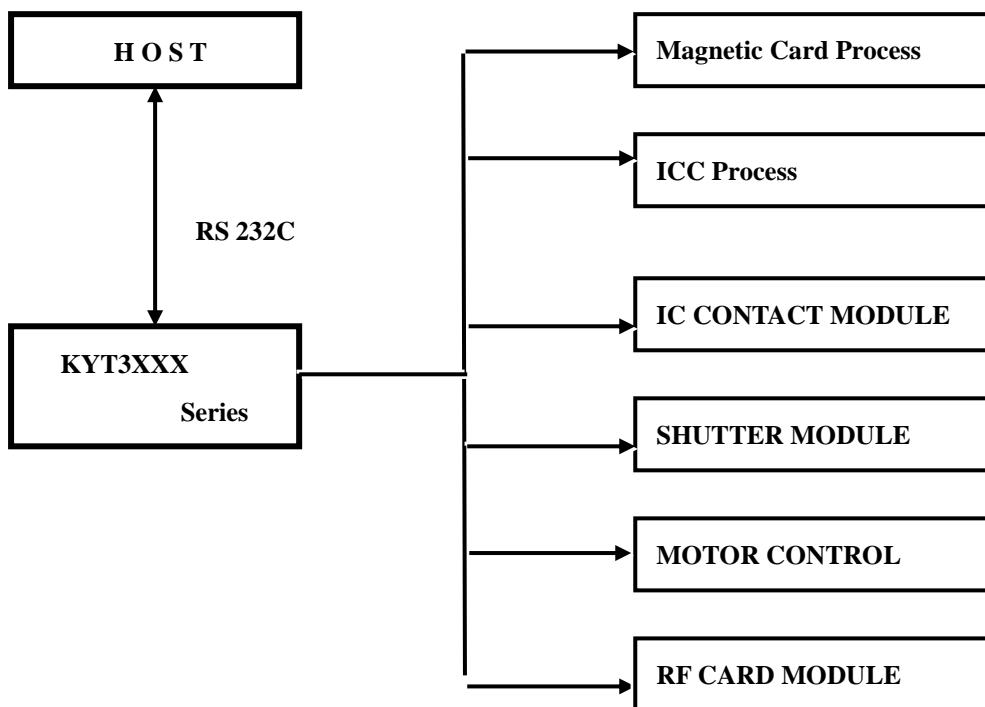 H O S T
RS 232C
KYT3XXX
Series
Magnetic Card Process
ICC Process
IC CONTACT MODULE
SHUTTER MODULE
MOTOR CONTROL
RF CARD MODULE